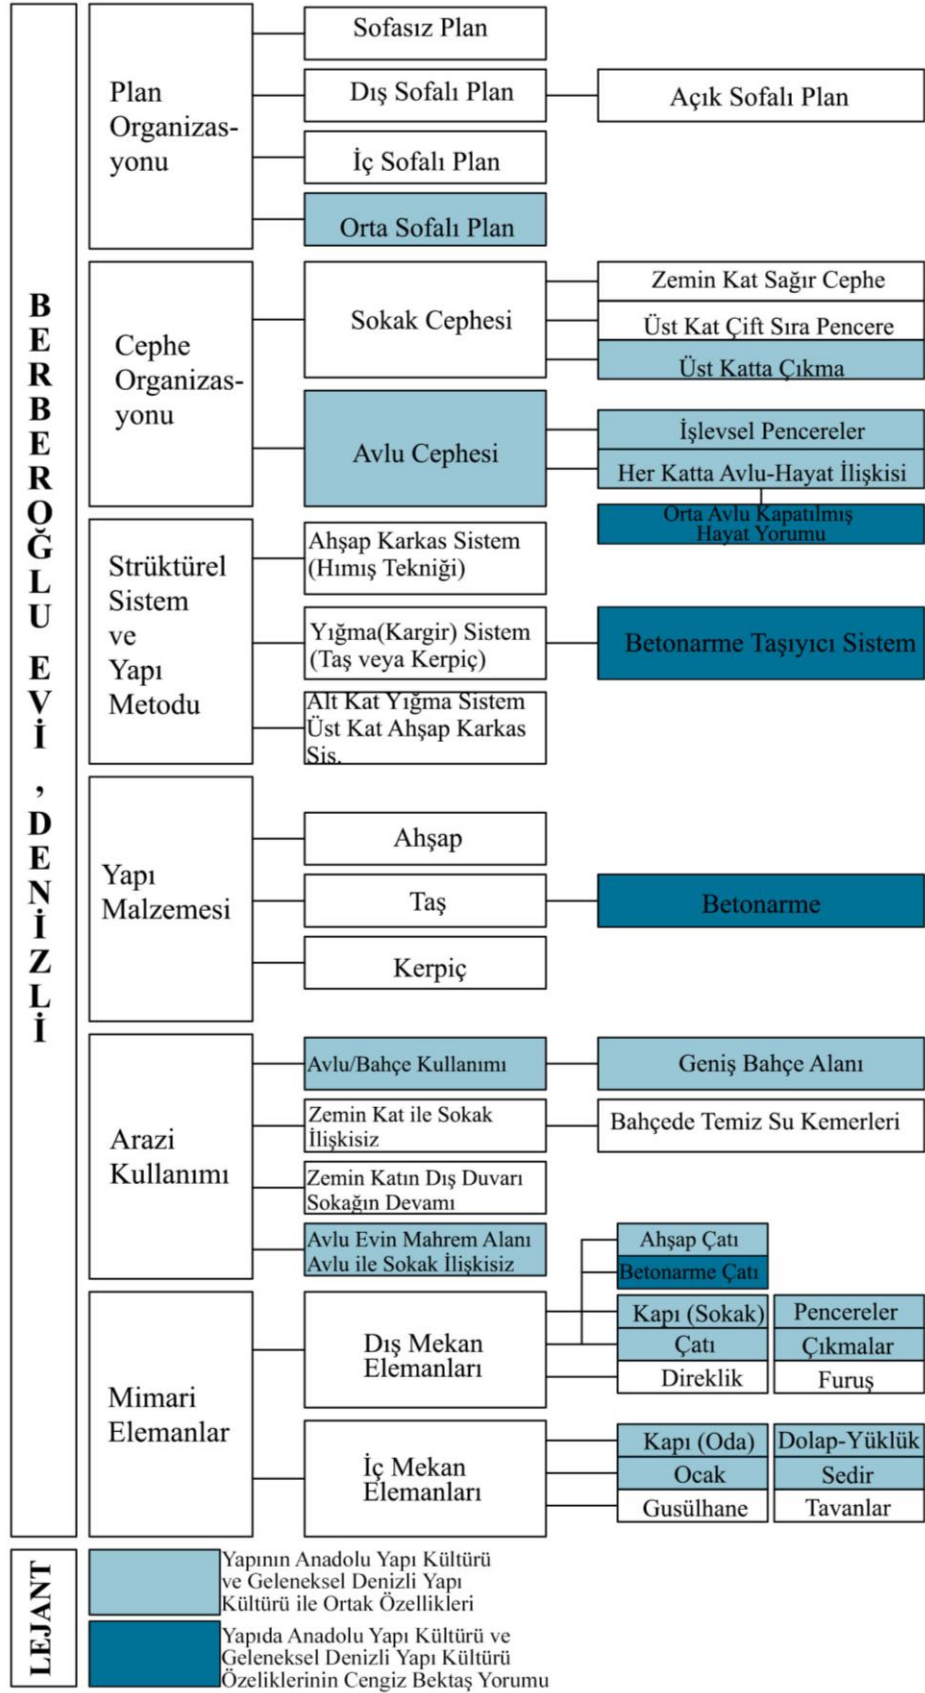 BERBEROĞLU EVİ , DENİZLİ
Plan
Organizas-
yonu
Sofasız Plan
Dış Sofalı Plan
Açık Sofalı Plan
İç Sofalı Plan
Orta Sofalı Plan
Cephe
Organizas-
yonu
Sokak Cephesi
Zemin Kat Sağır Cephe
Üst Kat Çift Sıra Pencere
Üst Katta Çıkma
Avlu Cephesi
İşlevsel Pencereler
Her Katta Avlu-Hayat İlişkisi
Orta Avlu Kapatılmış
Hayat Yorumu
Strüktürel
Sistem
ve
Yapı
Metodu
Ahşap Karkas Sistem
(Hımış Tekniği)
Yığma(Kargir) Sistem
(Taş veya Kerpiç)
Betonarme Taşıyıcı Sistem
Alt Kat Yığma Sistem
Üst Kat Ahşap Karkas
Sis.
Yapı
Malzemesi
Ahşap
Taş
Betonarme
Kerpiç
Arazi
Kullanımı
Avlu/Bahçe Kullanımı
Geniş Bahçe Alanı
Zemin Kat ile Sokak
İlişkisiz
Bahçede Temiz Su Kemerleri
Zemin Katın Dış Duvarı
Sokağın Devamı
Avlu Evin Mahrem Alanı
Avlu ile Sokak İlişkisiz
Mimari
Elemanlar
Dış Mekan
Elemanları
Ahşap Çatı
Betonarme Çatı
Kapı (Sokak) Pencereler
Çatı Çıkmalar
Direklik Furuş
İç Mekan
Elemanları
Kapı (Oda) Dolap-Yüklük
Ocak Sedir
Gusülhane Tavanlar
LEJANT
Yapının Anadolu Yapı Kültürü
ve Geleneksel Denizli Yapı
Kültürü ile Ortak Özellikleri
Yapıda Anadolu Yapı Kültürü ve
Geleneksel Denizli Yapı Kültürü
Özeliklerinin Cengiz Bektaş Yorumu